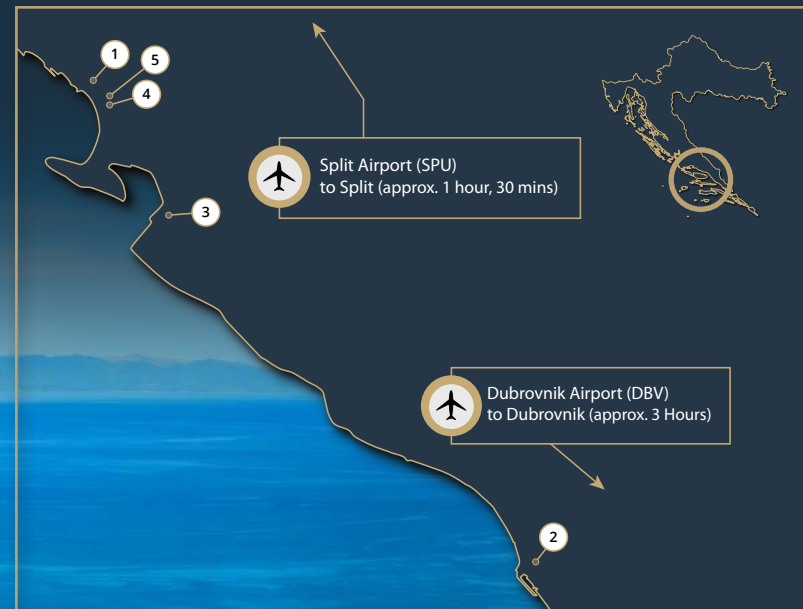 1
5
4
Split Airport (SPU)
to Split (approx. 1 hour, 30 mins)
3
Dubrovnik Airport (DBV)
to Dubrovnik (approx. 3 Hours)
2